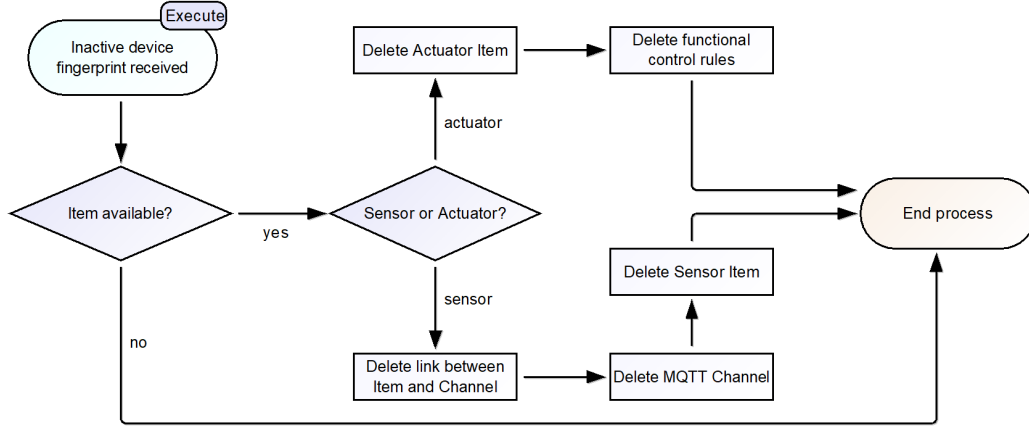 Execute
Inactive device
fingerprint received
Item available?
yes
no
Sensor or Actuator?
actuator
Delete Actuator Item
Delete functional
control rules
sensor
Delete link between
Item and Channel
Delete MQTT Channel
Delete Sensor Item
End process